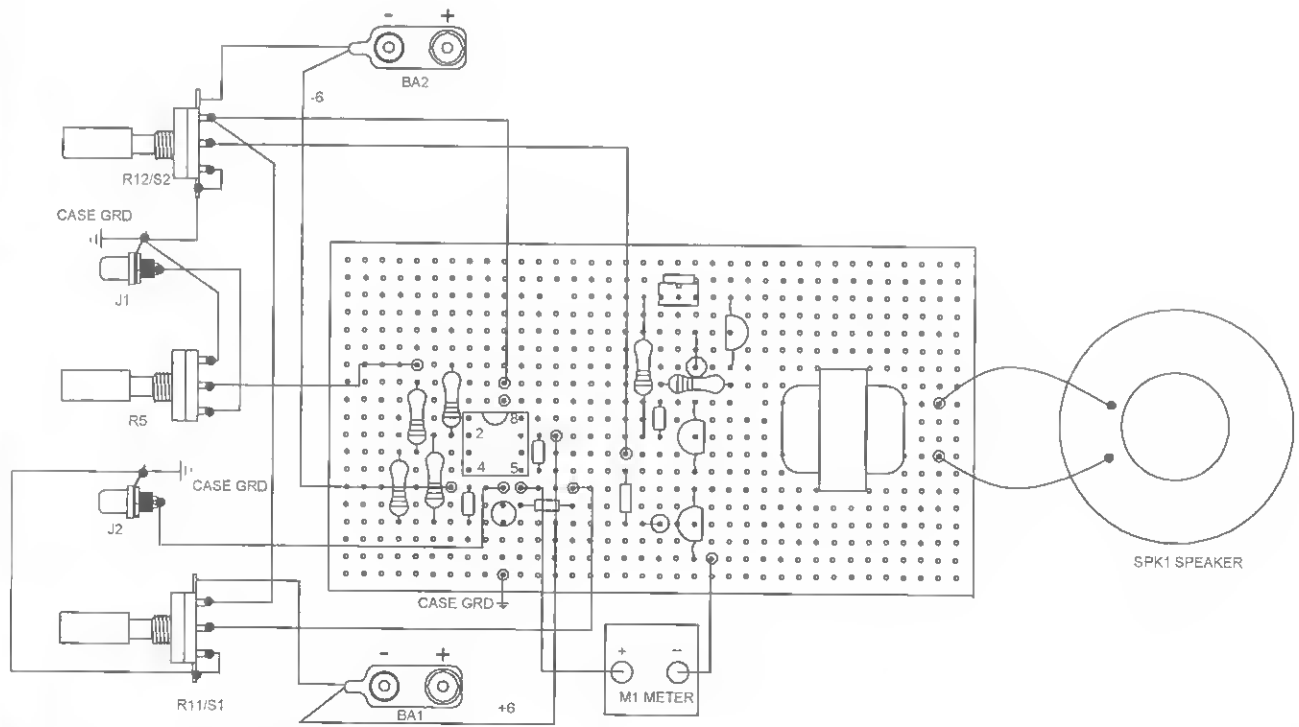 - +
BA2
-6
R12/S2
CASE GRD
J1
R5
8
2
4 5
CASE GRD
J2
SPK1 SPEAKER
CASE GRD
+ -
M1 METER
- +
R11/S1
BA1
+6